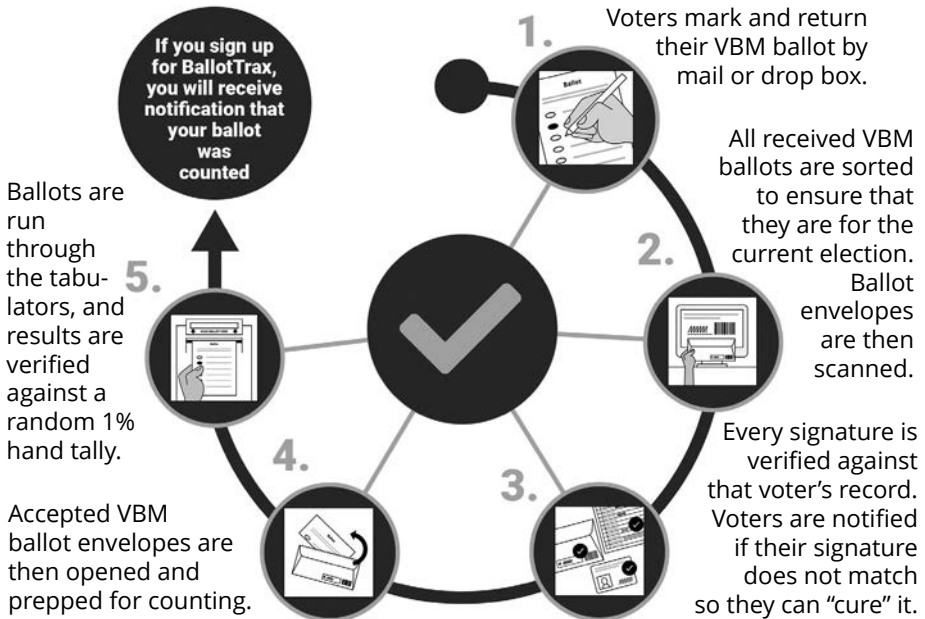 1.
Voters mark and return
their VBM ballot by
mail or drop box.
Ballot
2.
All received VBM
ballots are sorted
to ensure that
they are for the
current election.
Ballot
envelopes
are then
scanned.
3.
Every signature is
verified against
that voter’s record.
Voters are notified
if their signature
does not match
so they can “cure” it.
4.
Accepted VBM
ballot envelopes are
then opened and
prepped for counting.
5.
Ballots are
run
through
the tabu-
lators, and
results are
verified
against a
random 1%
hand tally.
If you sign up
for BallotTrax,
you will receive
notification that
your ballot
was
counted